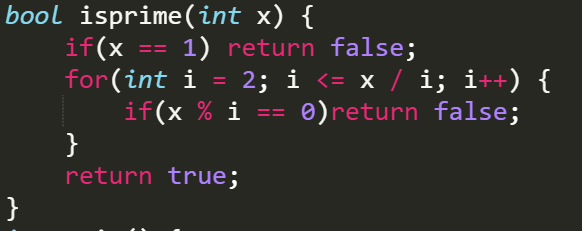 bool isprime(int x) {
    if(x == 1) return false;
    for(int i = 2; i <= x / i; i++) {
        if(x % i == 0)return false;
    }
    return true;
}